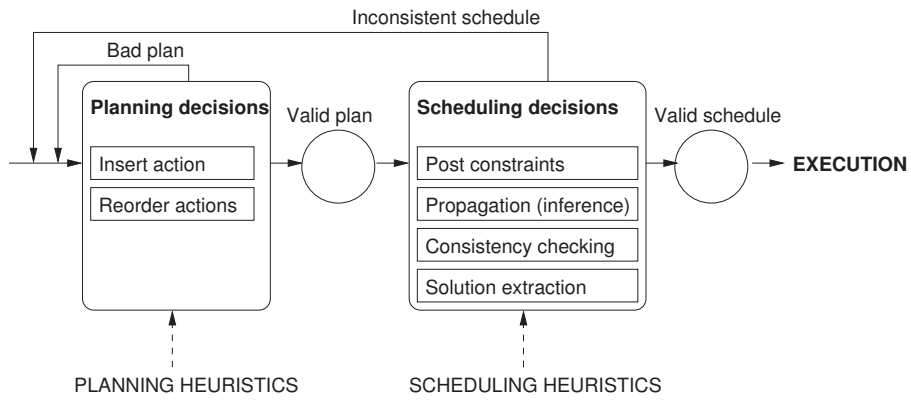 Inconsistent schedule
Bad plan
Planning decisions
Insert action
Reorder actions
Valid plan
Scheduling decisions
Post constraints
Propagation (inference)
Consistency checking
Solution extraction
Valid schedule
EXECUTION
PLANNING HEURISTICS
SCHEDULING HEURISTICS